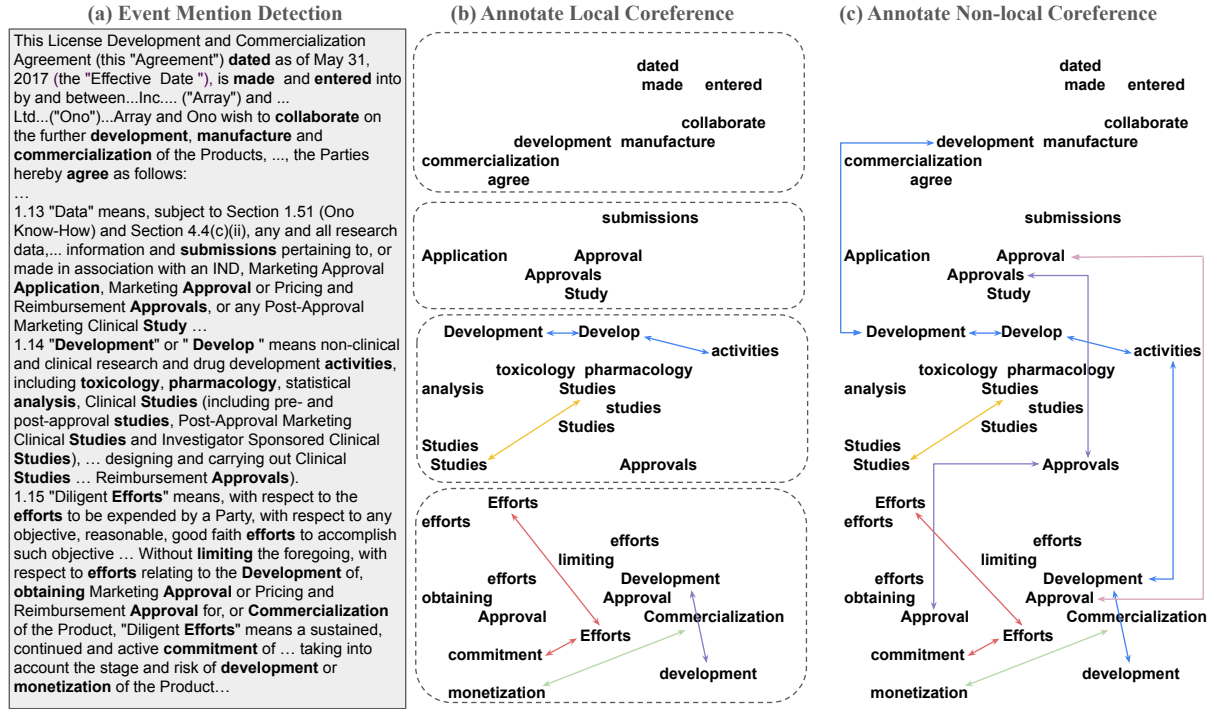 (a) Event Mention Detection
This License Development and Commercialization
Agreement (this "Agreement") dated as of May 31,
2017 (the "Effective Date "), is made and entered into
by and between...Inc.... ("Array") and ...
Ltd...("Ono")...Array and Ono wish to collaborate on
the further development, manufacture and
commercialization of the Products, ..., the Parties
hereby agree as follows:
…
1.13 "Data" means, subject to Section 1.51 (Ono
Know-How) and Section 4.4(c)(ii), any and all research
data,... information and submissions pertaining to, or
made in association with an IND, Marketing Approval
Application, Marketing Approval or Pricing and
Reimbursement Approvals, or any Post-Approval
Marketing Clinical Study …
1.14 "Development" or " Develop " means non-clinical
and clinical research and drug development activities,
including toxicology, pharmacology, statistical
analysis, Clinical Studies (including pre- and
post-approval studies, Post-Approval Marketing
Clinical Studies and Investigator Sponsored Clinical
Studies), … designing and carrying out Clinical
Studies … Reimbursement Approvals).
1.15 "Diligent Efforts" means, with respect to the
efforts to be expended by a Party, with respect to any
objective, reasonable, good faith efforts to accomplish
such objective … Without limiting the foregoing, with
respect to efforts relating to the Development of,
obtaining Marketing Approval or Pricing and
Reimbursement Approval for, or Commercialization
of the Product, "Diligent Efforts" means a sustained,
continued and active commitment of … taking into
account the stage and risk of development or
monetization of the Product…
(b) Annotate Local Coreference
dated
made entered
collaborate
development manufacture
commercialization
agree
submissions
Application Approval
Approvals
Study
Development Develop
activities
toxicology pharmacology
analysis Studies
studies
Studies
Studies
Studies Approvals
Efforts
efforts
efforts
limiting
efforts Development
obtaining Approval
Approval Commercialization
Efforts
commitment
development
monetization
(c) Annotate Non-local Coreference
dated
made entered
collaborate
development manufacture
commercialization
agree
submissions
Application Approval
Approvals
Study
Development Develop
activities
toxicology pharmacology
analysis Studies
studies
Studies
Studies
Studies Approvals
Efforts
efforts
efforts
limiting
efforts Development
obtaining Approval
Approval Commercialization
Efforts
commitment
development
monetization